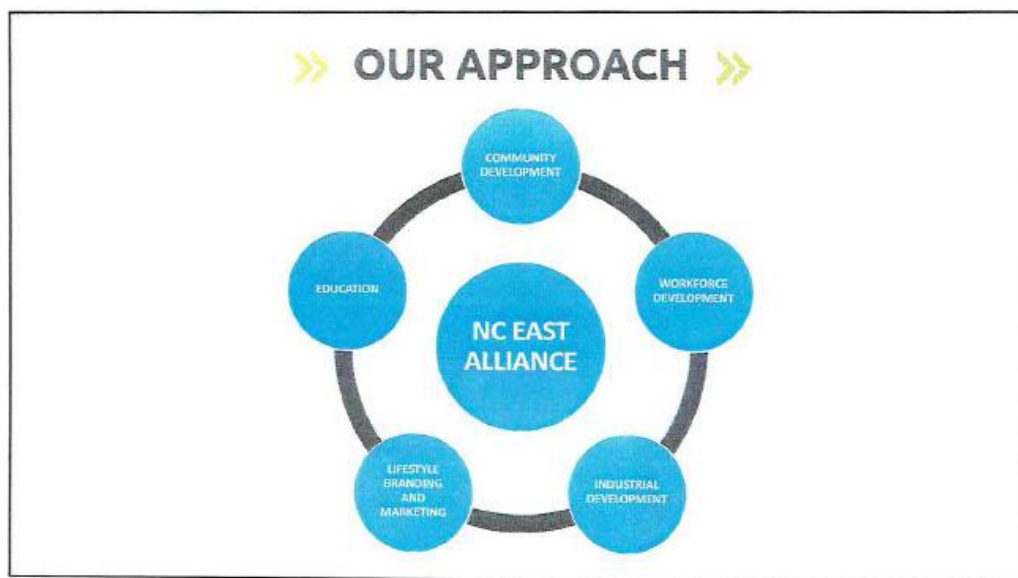 OUR APPROACH
COMMUNITY
DEVELOPMENT
WORKFORCE
DEVELOPMENT
INDUSTRIAL
DEVELOPMENT
LIFESTYLE
BRANDING
AND
MARKETING
EDUCATION
NC EAST
ALLIANCE